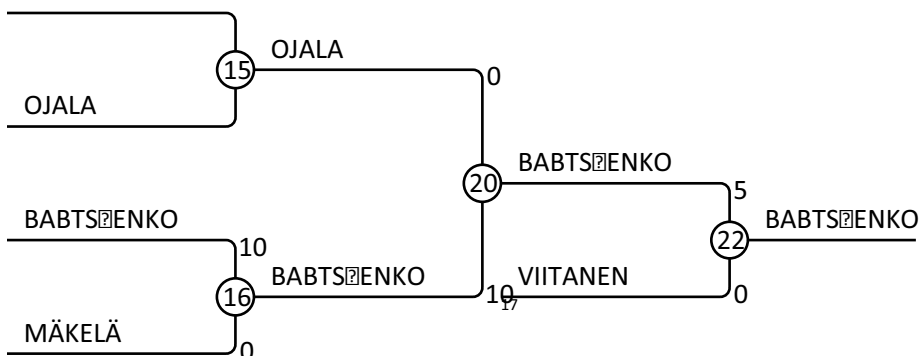 OJALA
15
0
OJALA
BABTS⍰ENKO
20
5
BABTS⍰ENKO
10
BABTS⍰ENKO
22
BABTS⍰ENKO
16
10
17
VIITANEN
0
MÄKELÄ
0